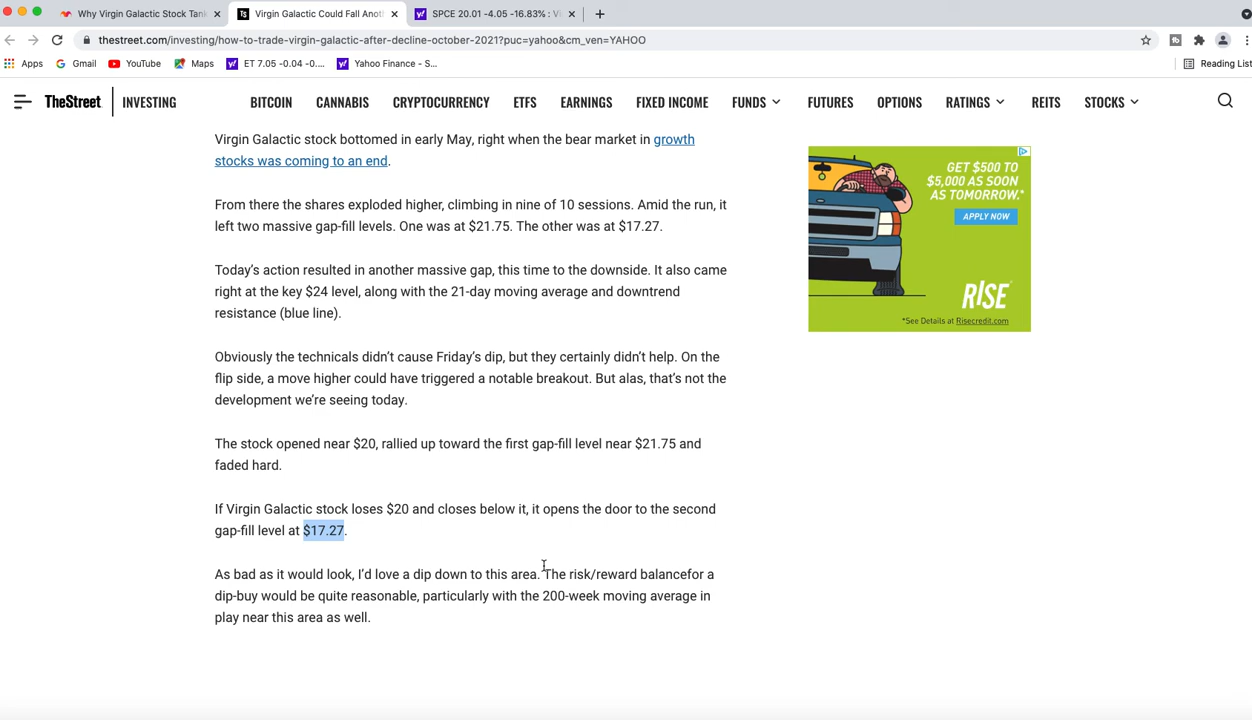 Why Virgin Galactic Stock Tank
Virgin Galactic Could Fall Anot
SPCE 20.01 -4.05 -16.83% : Vi
thestreet.com/investing/how-to-trade-virgin-galactic-after-decline-october-2021?puc=yahoo&cm_ven=YAHOO
Apps
Gmail
YouTube
Maps
ET 7.05 -0.04 -0....
Yahoo Finance - S...
Reading List
TheStreet
INVESTING
BITCOIN
CANNABIS
CRYPTOCURRENCY
ETFS
EARNINGS
FIXED INCOME
FUNDS
FUTURES
OPTIONS
RATINGS
REITS
STOCKS
Virgin Galactic stock bottomed in early May, right when the bear market in growth
stocks was coming to an end.
From there the shares exploded higher, climbing in nine of 10 sessions. Amid the run, it
left two massive gap-fill levels. One was at $21.75. The other was at $17.27.
Today's action resulted in another massive gap, this time to the downside. It also came
right at the key $24 level, along with the 21-day moving average and downtrend
resistance (blue line).
Obviously the technicals didn't cause Friday's dip, but they certainly didn't help. On the
flip side, a move higher could have triggered a notable breakout. But alas, that's not the
development we're seeing today.
The stock opened near $20, rallied up toward the first gap-fill level near $21.75 and
faded hard.
If Virgin Galactic stock loses $20 and closes below it, it opens the door to the second
gap-fill level at $17.27.
As bad as it would look, I'd love a dip down to this area. The risk/reward balancefor a
dip-buy would be quite reasonable, particularly with the 200-week moving average in
play near this area as well.
GET $500 TO
$5,000 AS SOON
AS TOMORROW.*
APPLY NOW
RISE
*See Details at Risecredit.com